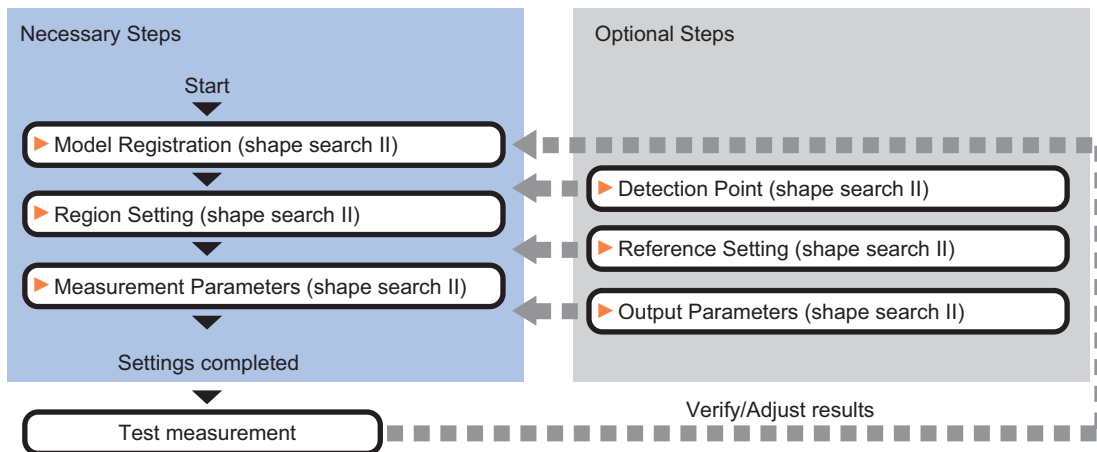 Necessary Steps
Start
Model Registration (shape search II)
Region Setting (shape search II)
Measurement Parameters (shape search II)
Settings completed
Test measurement
Optional Steps
Detection Point (shape search II)
Reference Setting (shape search II)
Output Parameters (shape search II)
Verify/Adjust results